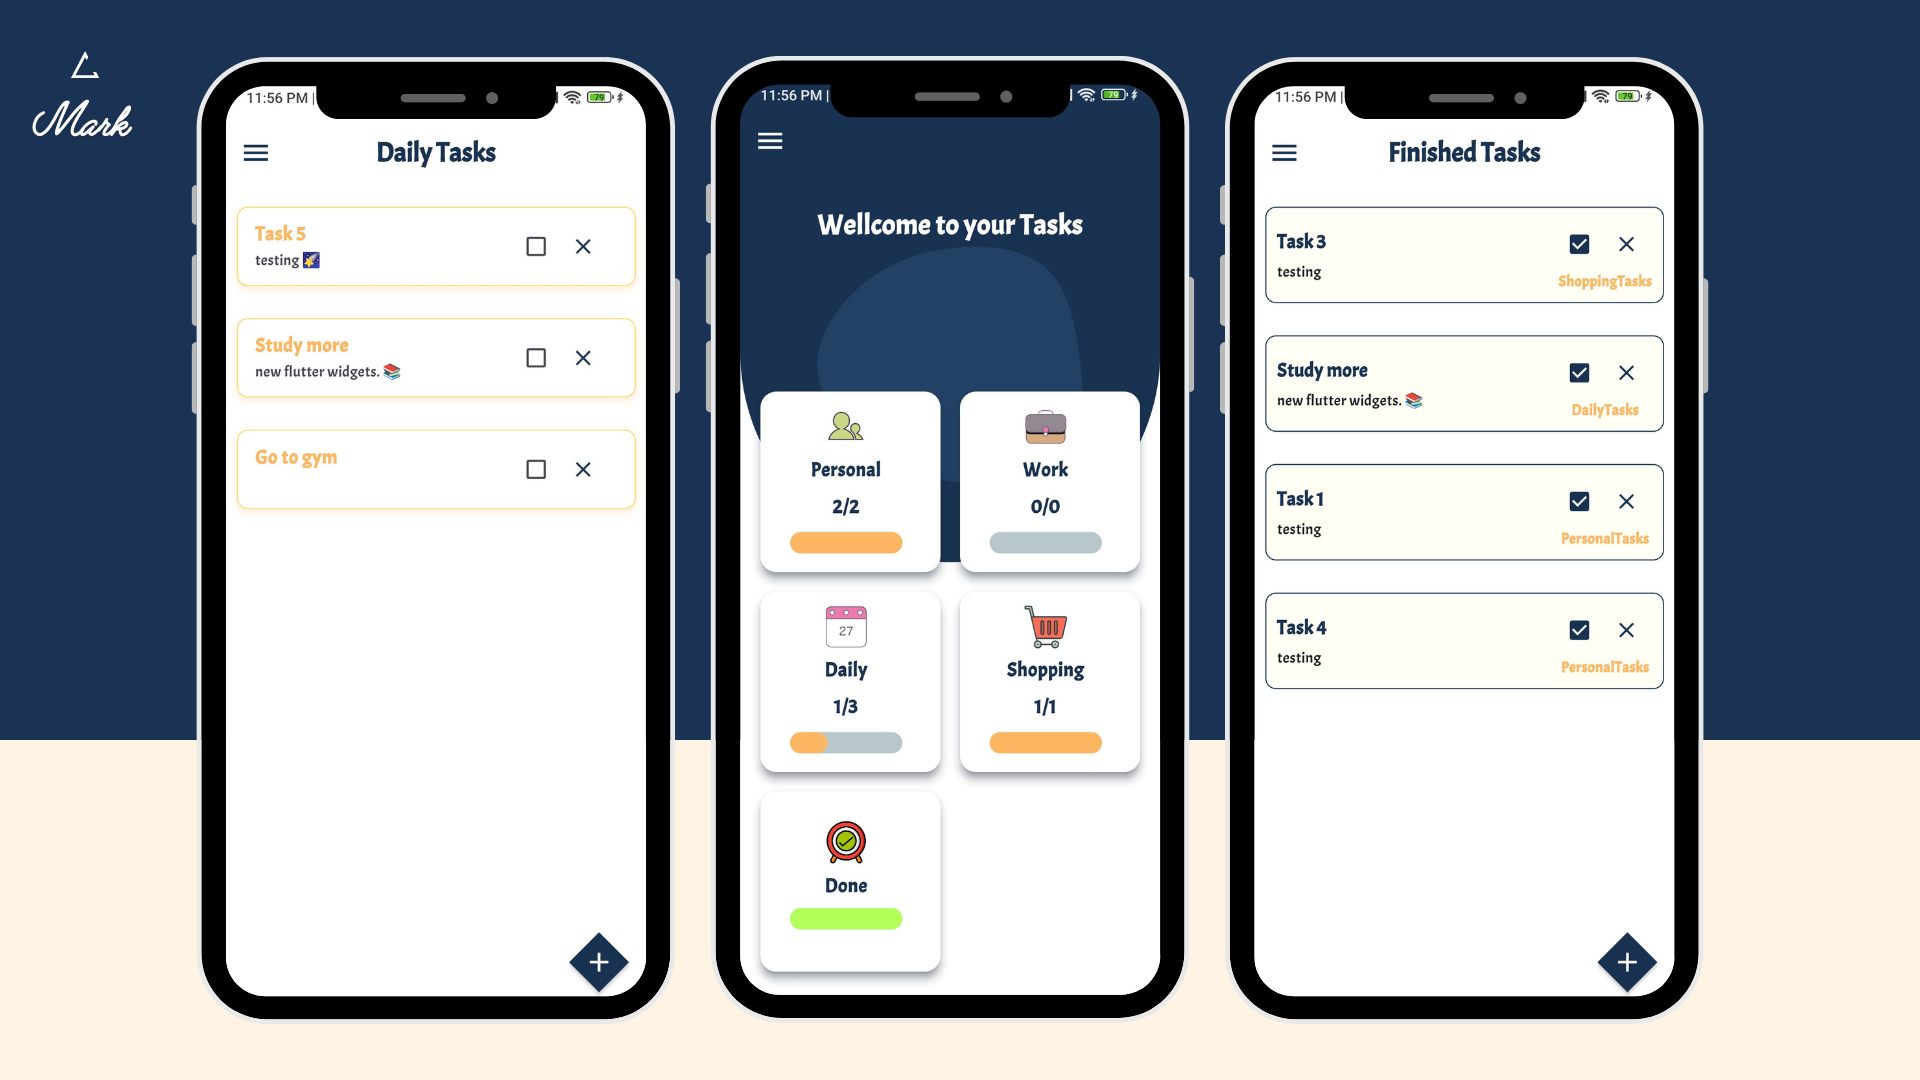 Mark
11:56 PM |
79
Daily Tasks
Task 5
testing 🌠
Study more
new flutter widgets. 📚
Go to gym
11:56 PM |
79
Wellcome to your Tasks
Personal
2/2
Work
0/0
27
Daily
1/3
Shopping
1/1
Done
11:56 PM |
79
Finished Tasks
Task 3
testing
ShoppingTasks
Study more
new flutter widgets. 📚
DailyTasks
Task 1
testing
PersonalTasks
Task 4
testing
PersonalTasks